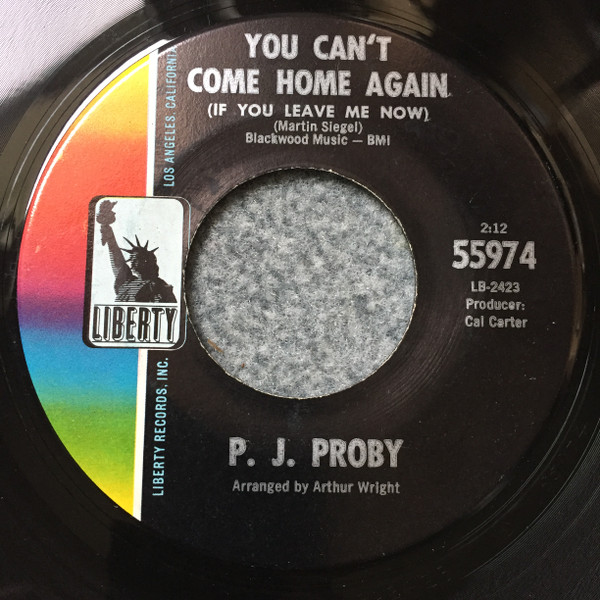 YOU CAN'T
COME HOME AGAIN
(IF YOU LEAVE ME NOW)
(Martin Siegel)
Blackwood Music — BMI
LOS ANGELES, CALIFORNIA
LIBERTY
LIBERTY RECORDS, INC.
2:12
55974
LB-2423
Producer:
Cal Carter
P. J. PROBY
Arranged by Arthur Wright